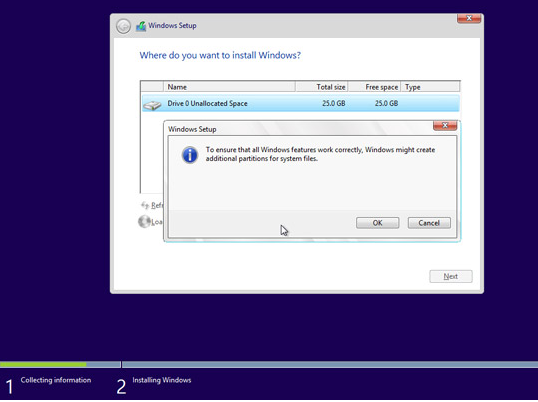 Windows Setup
Where do you want to install Windows?
Name Total size Free space Type
Drive 0 Unallocated Space 25.0 GB 25.0 GB
Windows Setup
To ensure that all Windows features work correctly, Windows might create
additional partitions for system files.
OK Cancel
Refr
Loa
Next
1 Collecting information 2 Installing Windows